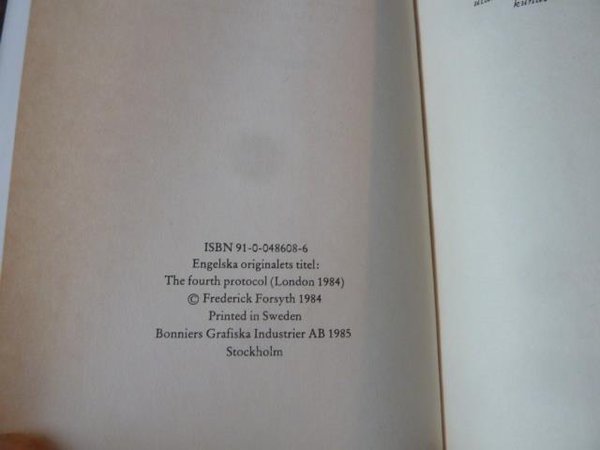 ISBN 91-0-048608-6
Engelska originalets titel:
The fourth protocol (London 1984)
© Frederick Forsyth 1984
Printed in Sweden
Bonniers Grafiska Industrier AB 1985
Stockholm